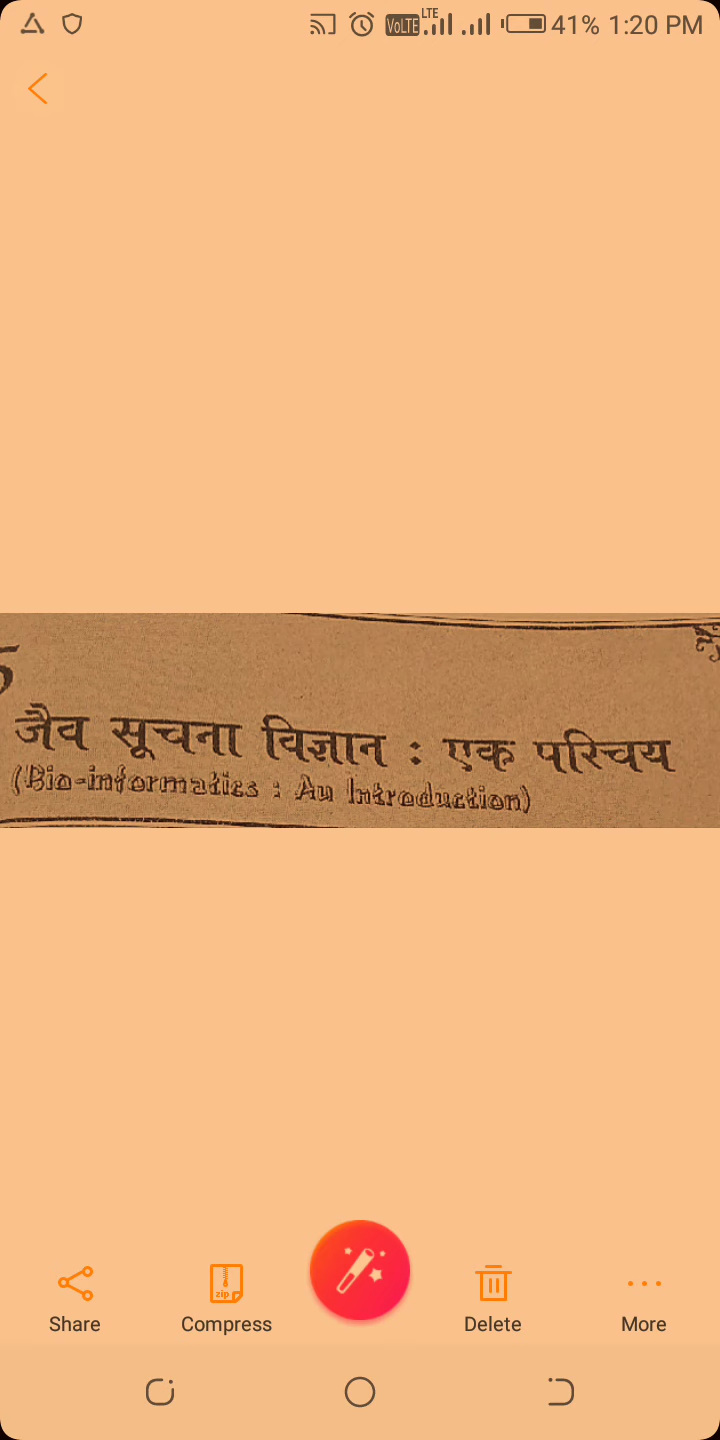 LTE
VoLTE 41% 1:20 PM
5
जैव सूचना विज्ञान : एक परिचय
(Bio-informatics : Au Introduction)
zip
Share Compress Delete More